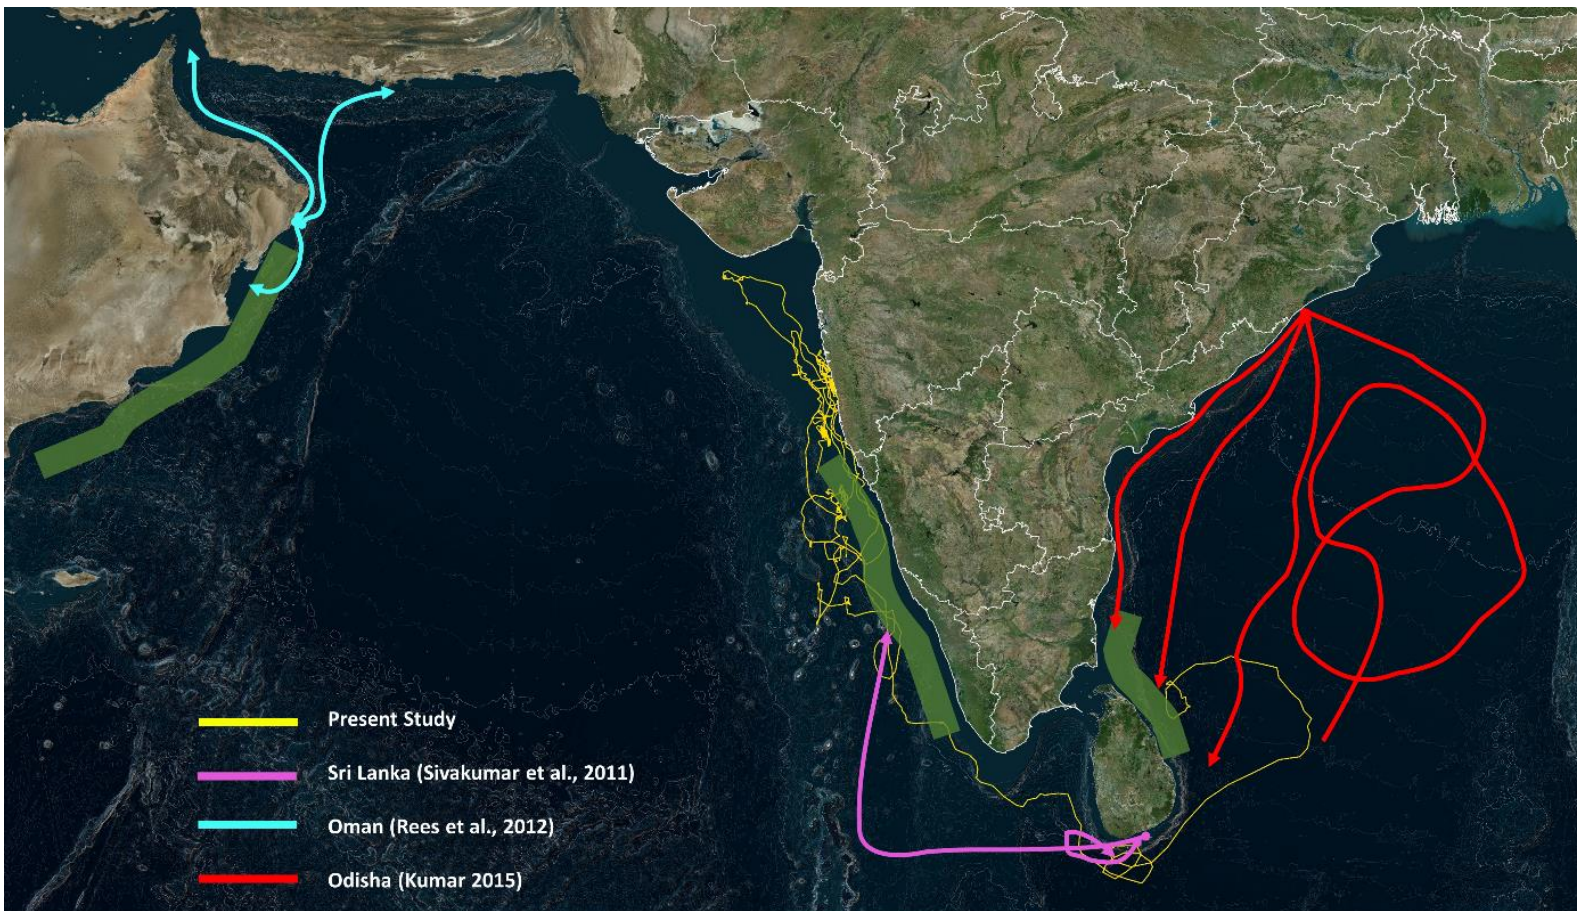 Present Study
Sri Lanka (Sivakumar et al., 2011)
Oman (Rees et al., 2012)
Odisha (Kumar 2015)